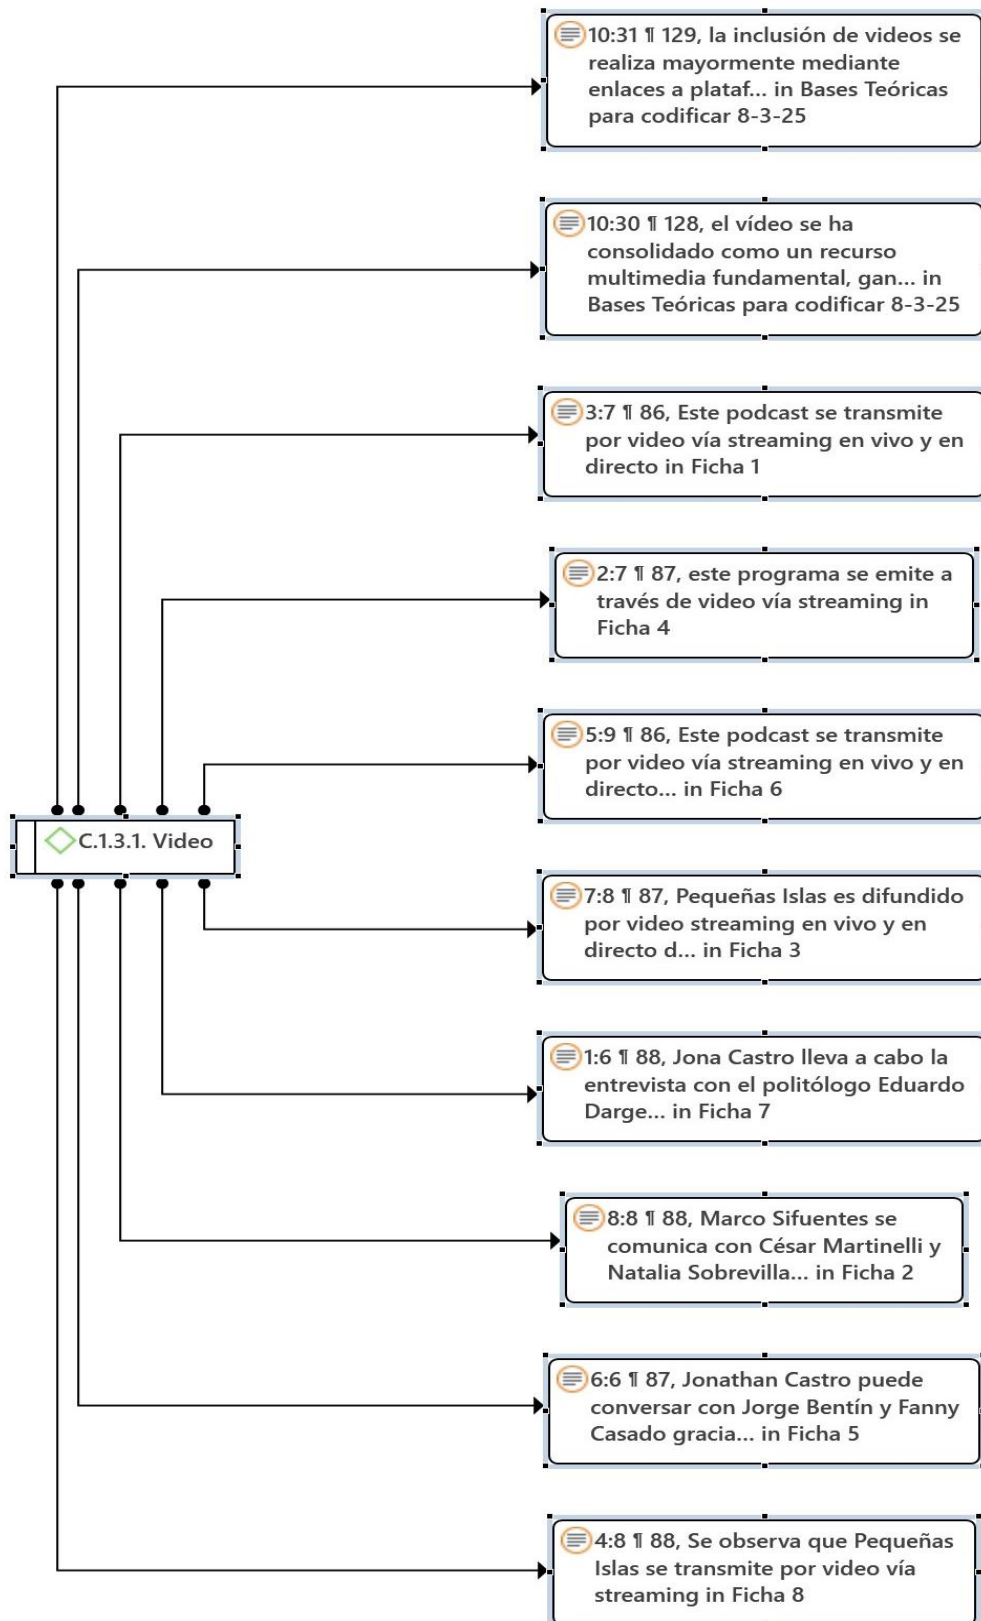 10:31 ¶ 129, la inclusión de videos se
realiza mayormente mediante
enlaces a plataf... in Bases Teóricas
para codificar 8-3-25
10:30 ¶ 128, el vídeo se ha
consolidado como un recurso
multimedia fundamental, gan... in
Bases Teóricas para codificar 8-3-25
3:7 ¶ 86, Este podcast se transmite
por video vía streaming en vivo y en
directo in Ficha 1
2:7 ¶ 87, este programa se emite a
través de video vía streaming in
Ficha 4
5:9 ¶ 86, Este podcast se transmite
por video vía streaming en vivo y en
directo... in Ficha 6
C.1.3.1. Video
7:8 ¶ 87, Pequeñas Islas es difundido
por video streaming en vivo y en
directo d... in Ficha 3
1:6 ¶ 88, Jona Castro lleva a cabo la
entrevista con el politólogo Eduardo
Darge... in Ficha 7
8:8 ¶ 88, Marco Sifuentes se
comunica con César Martinelli y
Natalia Sobrevilla... in Ficha 2
6:6 ¶ 87, Jonathan Castro puede
conversar con Jorge Bentín y Fanny
Casado gracia... in Ficha 5
4:8 ¶ 88, Se observa que Pequeñas
Islas se transmite por video vía
streaming in Ficha 8